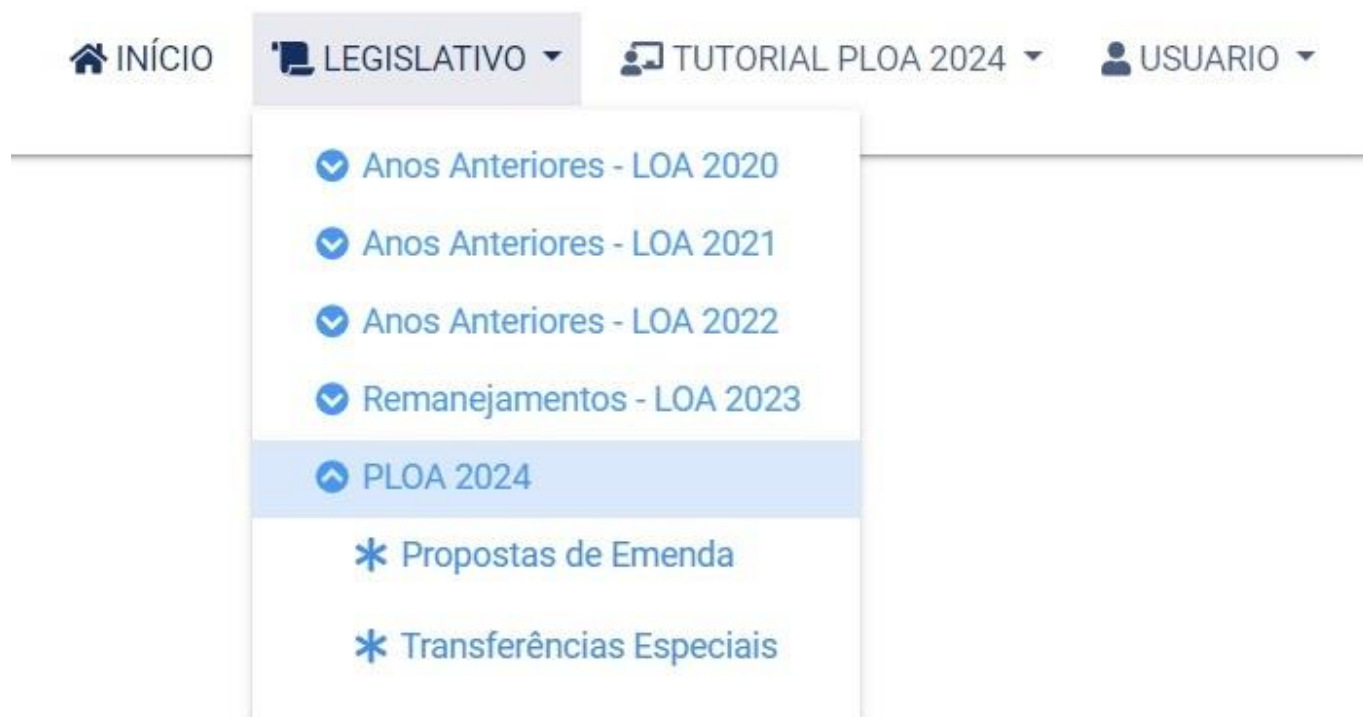 INÍCIO LEGISLATIVO TUTORIAL PLOA 2024 USUARIO
Anos Anteriores - LOA 2020
Anos Anteriores - LOA 2021
Anos Anteriores - LOA 2022
Remanejamentos - LOA 2023
PLOA 2024
Propostas de Emenda
Transferências Especiais